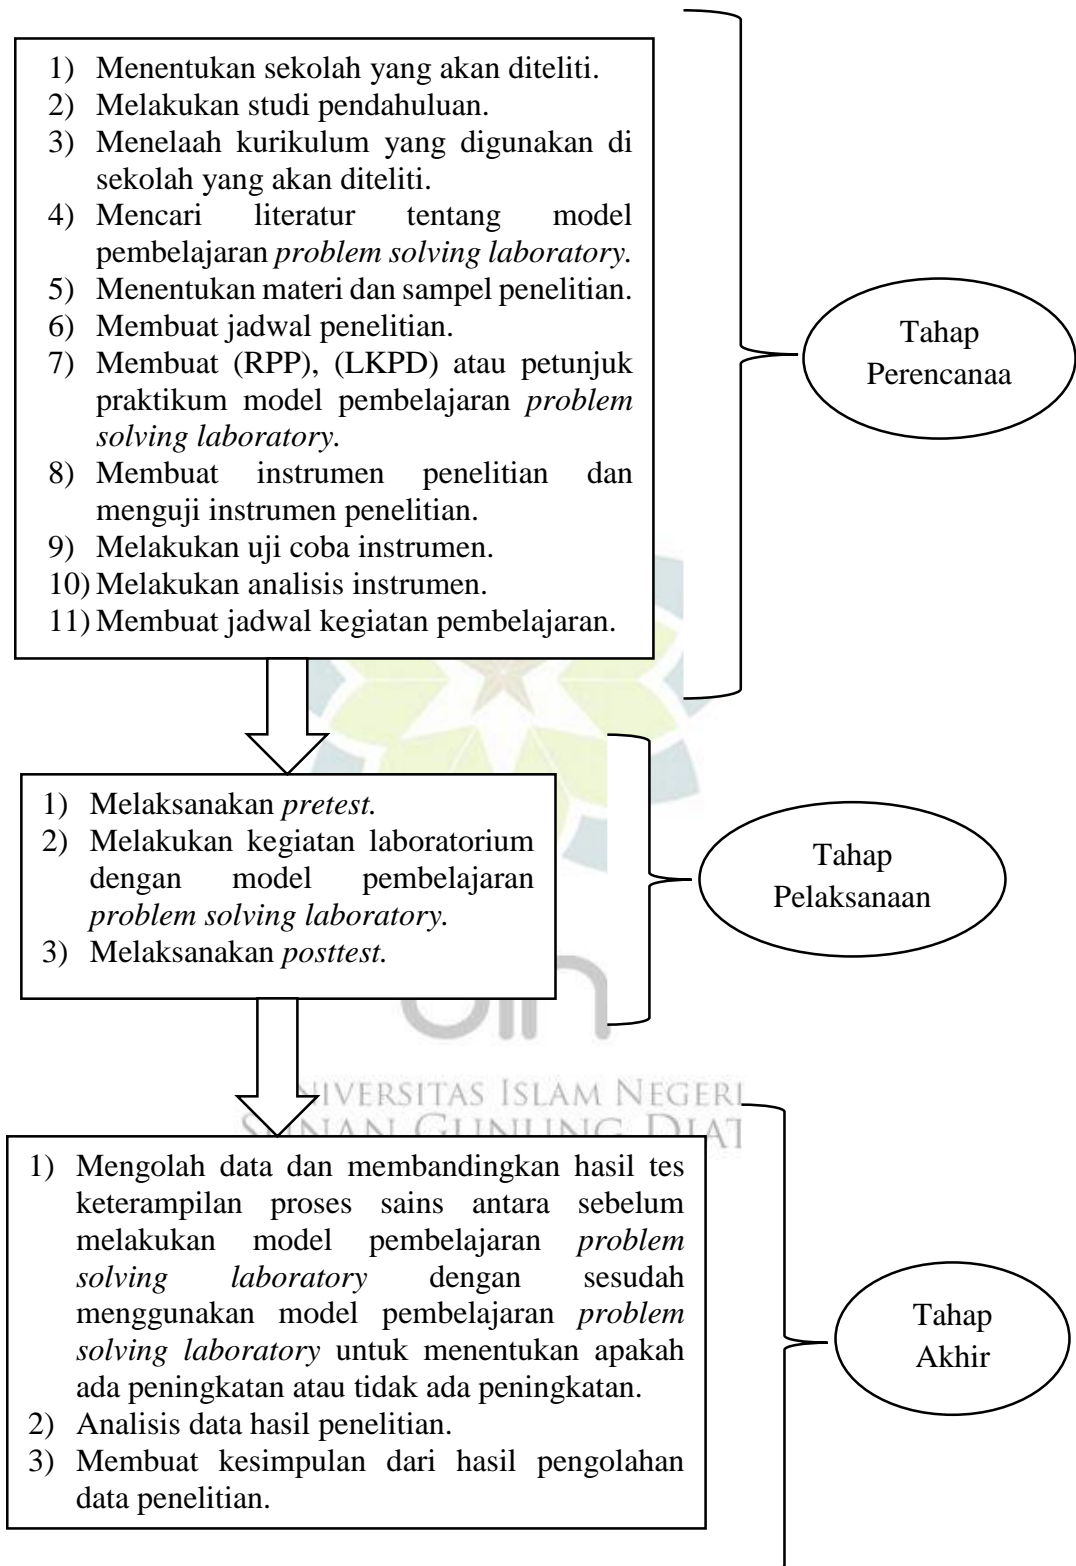 1) Menentukan sekolah yang akan diteliti.
2) Melakukan studi pendahuluan.
3) Menelaah kurikulum yang digunakan di
sekolah yang akan diteliti.
4) Mencari literatur tentang model
pembelajaran problem solving laboratory.
5) Menentukan materi dan sampel penelitian.
6) Membuat jadwal penelitian.
7) Membuat (RPP), (LKPD) atau petunjuk
praktikum model pembelajaran problem
solving laboratory.
8) Membuat instrumen penelitian dan
menguji instrumen penelitian.
9) Melakukan uji coba instrumen.
10) Melakukan analisis instrumen.
11) Membuat jadwal kegiatan pembelajaran.
Tahap
Perencanaa
1) Melaksanakan pretest.
2) Melakukan kegiatan laboratorium
dengan model pembelajaran
problem solving laboratory.
3) Melaksanakan posttest.
Tahap
Pelaksanaan
ISLAM NEGERI
GUNUNG
1) Mengolah data dan membandingkan hasil tes
keterampilan proses sains antara sebelum
melakukan model pembelajaran problem
solving laboratory dengan sesudah
menggunakan model pembelajaran problem
solving laboratory untuk menentukan apakah
ada peningkatan atau tidak ada peningkatan.
2) Analisis data hasil penelitian.
3) Membuat kesimpulan dari hasil pengolahan
data penelitian.
Tahap
Akhir